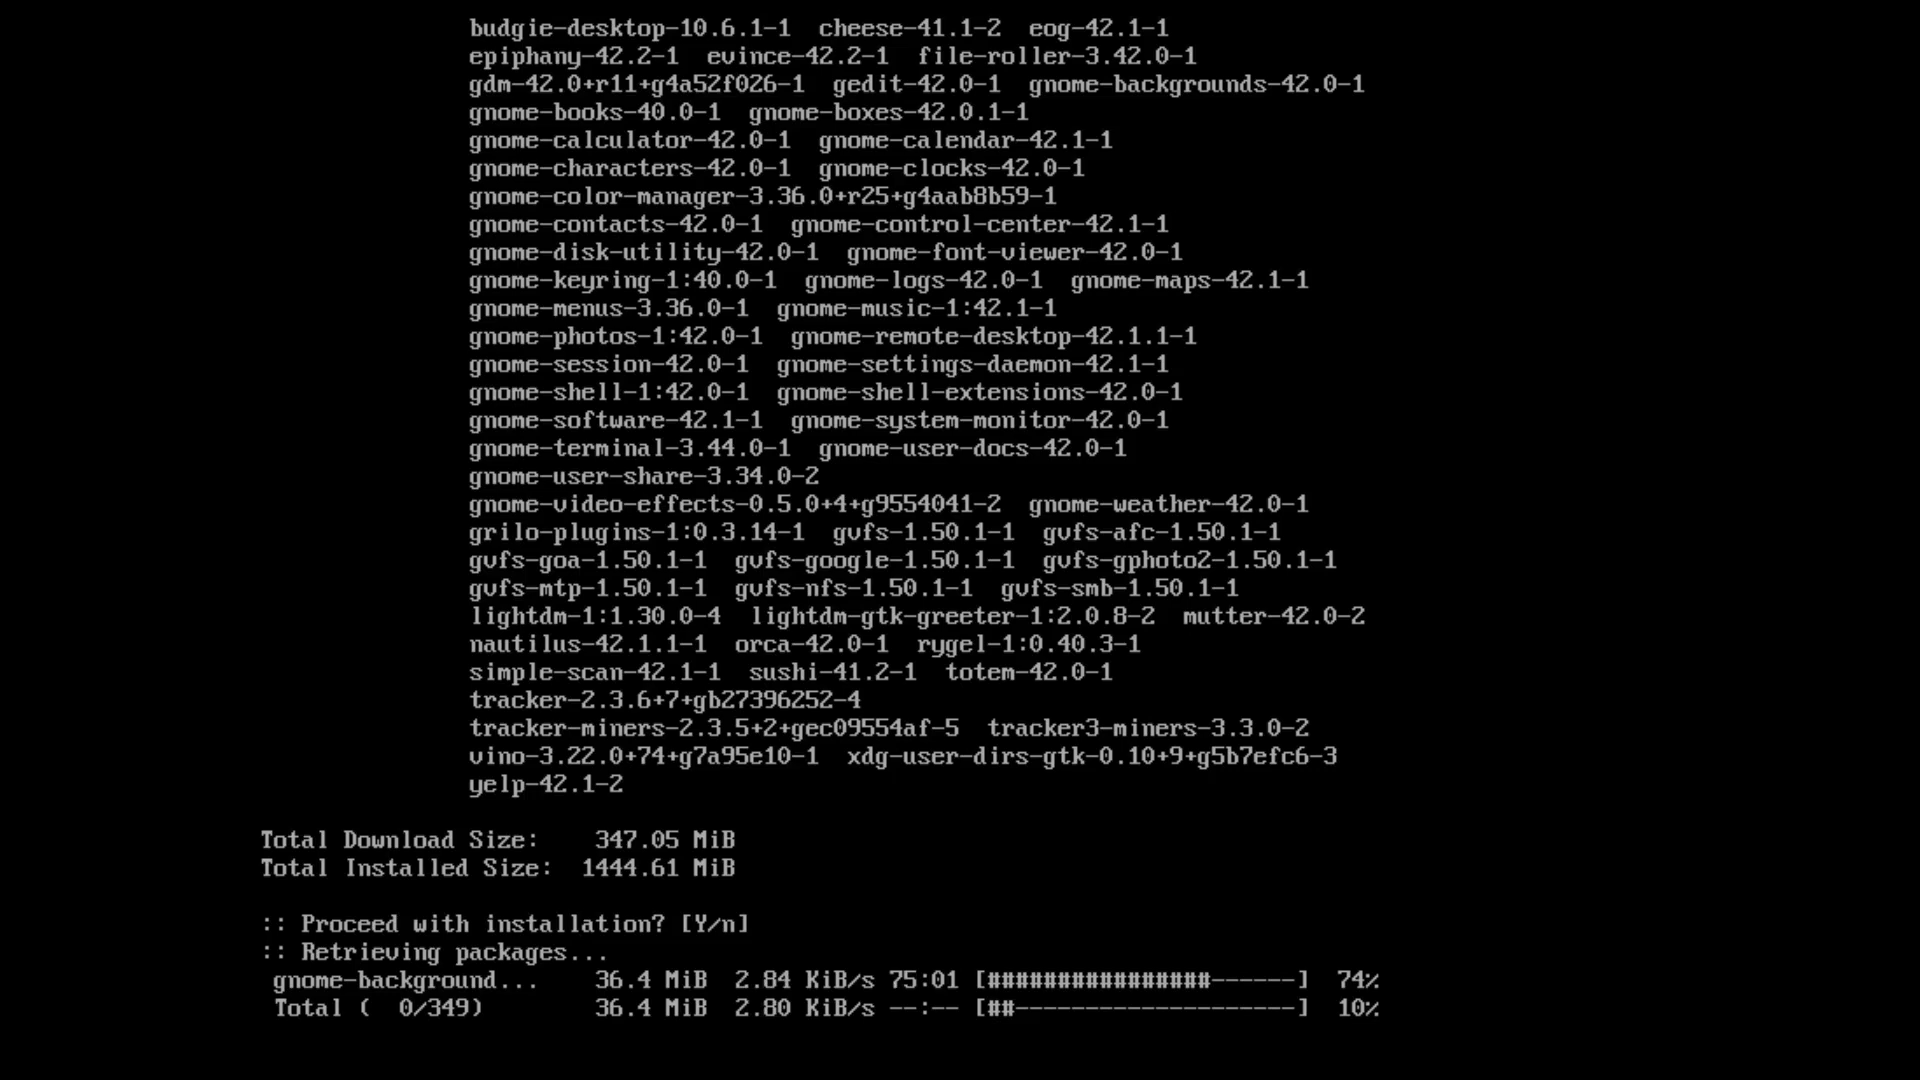 budgie-desktop-10.6.1-1  cheese-41.1-2  eog-42.1-1
epiphany-42.2-1  evince-42.2-1  file-roller-3.42.0-1
gdm-42.0+r11+g4a52f026-1  gedit-42.0-1  gnome-backgrounds-42.0-1
gnome-books-40.0-1  gnome-boxes-42.0.1-1
gnome-calculator-42.0-1  gnome-calendar-42.1-1
gnome-characters-42.0-1  gnome-clocks-42.0-1
gnome-color-manager-3.36.0+r25+g4aab8b59-1
gnome-contacts-42.0-1  gnome-control-center-42.1-1
gnome-disk-utility-42.0-1  gnome-font-viewer-42.0-1
gnome-keyring-1:40.0-1  gnome-logs-42.0-1  gnome-maps-42.1-1
gnome-menus-3.36.0-1  gnome-music-1:42.1-1
gnome-photos-1:42.0-1  gnome-remote-desktop-42.1.1-1
gnome-session-42.0-1  gnome-settings-daemon-42.1-1
gnome-shell-1:42.0-1  gnome-shell-extensions-42.0-1
gnome-software-42.1-1  gnome-system-monitor-42.0-1
gnome-terminal-3.44.0-1  gnome-user-docs-42.0-1
gnome-user-share-3.34.0-2
gnome-video-effects-0.5.0+4+g9554041-2  gnome-weather-42.0-1
grilo-plugins-1:0.3.14-1  gvfs-1.50.1-1  gvfs-afc-1.50.1-1
gvfs-goa-1.50.1-1  gvfs-google-1.50.1-1  gvfs-gphoto2-1.50.1-1
gvfs-mtp-1.50.1-1  gvfs-nfs-1.50.1-1  gvfs-smb-1.50.1-1
lightdm-1:1.30.0-4  lightdm-gtk-greeter-1:2.0.8-2  mutter-42.0-2
nautilus-42.1.1-1  orca-42.0-1  rygel-1:0.40.3-1
simple-scan-42.1-1  sushi-41.2-1  totem-42.0-1
tracker-2.3.6+7+gb27396252-4
tracker-miners-2.3.5+2+gec09554af-5  tracker3-miners-3.3.0-2
vino-3.22.0+74+g7a95e10-1  xdg-user-dirs-gtk-0.10+9+g5b7efc6-3
yelp-42.1-2
Total Download Size:    347.05 MiB
Total Installed Size:  1444.61 MiB
:: Proceed with installation? [Y/n]
:: Retrieving packages...
gnome-background...    36.4 MiB  2.84 KiB/s 75:01 [################------]  74%
Total (  0/349)        36.4 MiB  2.80 KiB/s --:-- [##--------------------]  10%